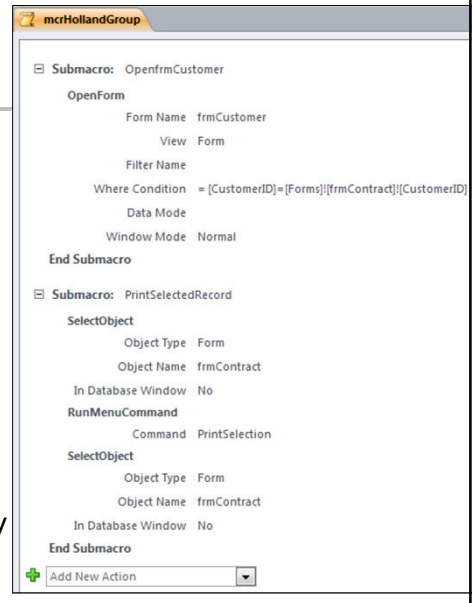 mcrHollandGroup
Submacro: OpenfrmCustomer
OpenForm
Form Name frmCustomer
View Form
Filter Name
Where Condition = [CustomerID]=[Forms]![frmContract]![CustomerID]
Data Mode
Window Mode Normal
End Submacro
Submacro: PrintSelectedRecord
SelectObject
Object Type Form
Object Name frmContract
In Database Window No
RunMenuCommand
Command PrintSelection
SelectObject
Object Type Form
Object Name frmContract
y In Database Window No
End Submacro
Add New Action